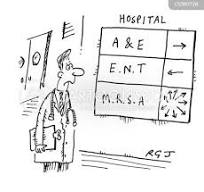 HOSPITAL
A & E →
E.N.T ←
M.R.S.A
RGJ